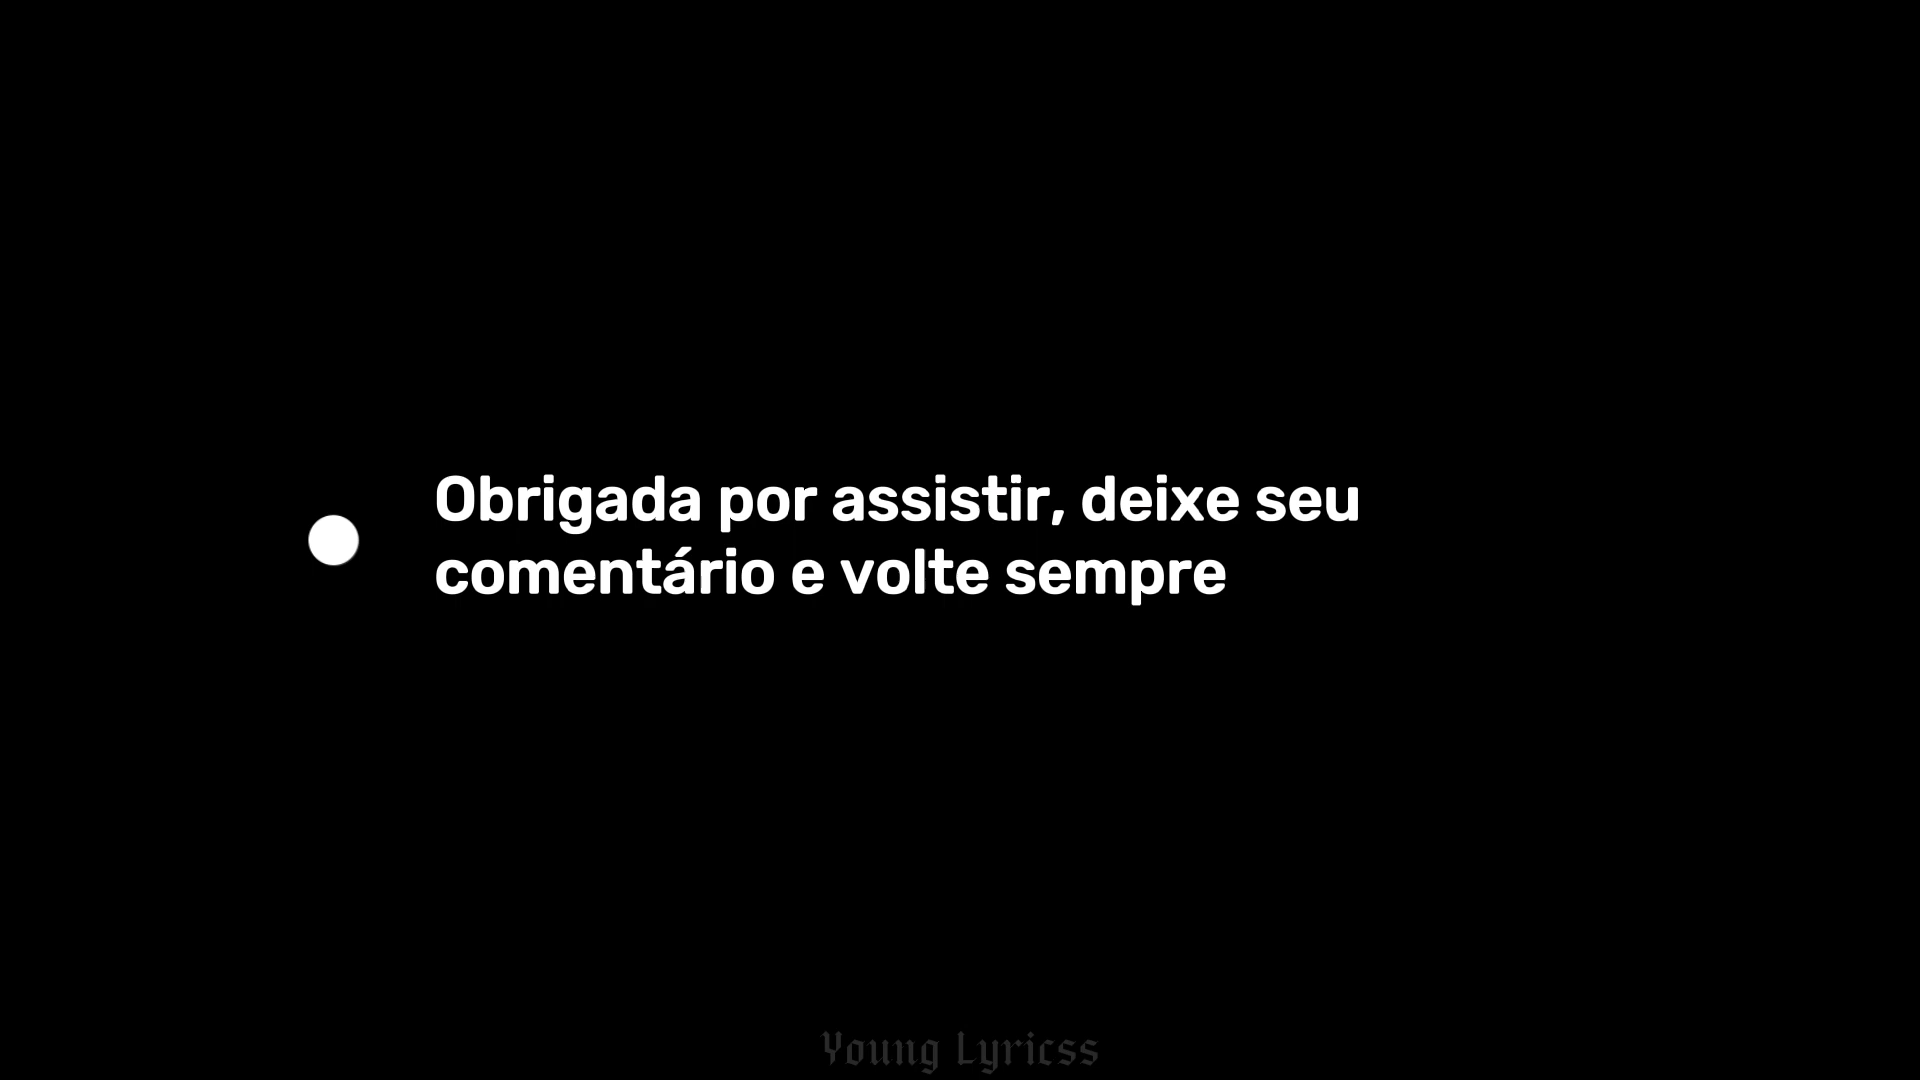 Obrigada por assistir, deixe seu
comentário e volte sempre
Young Lyricss